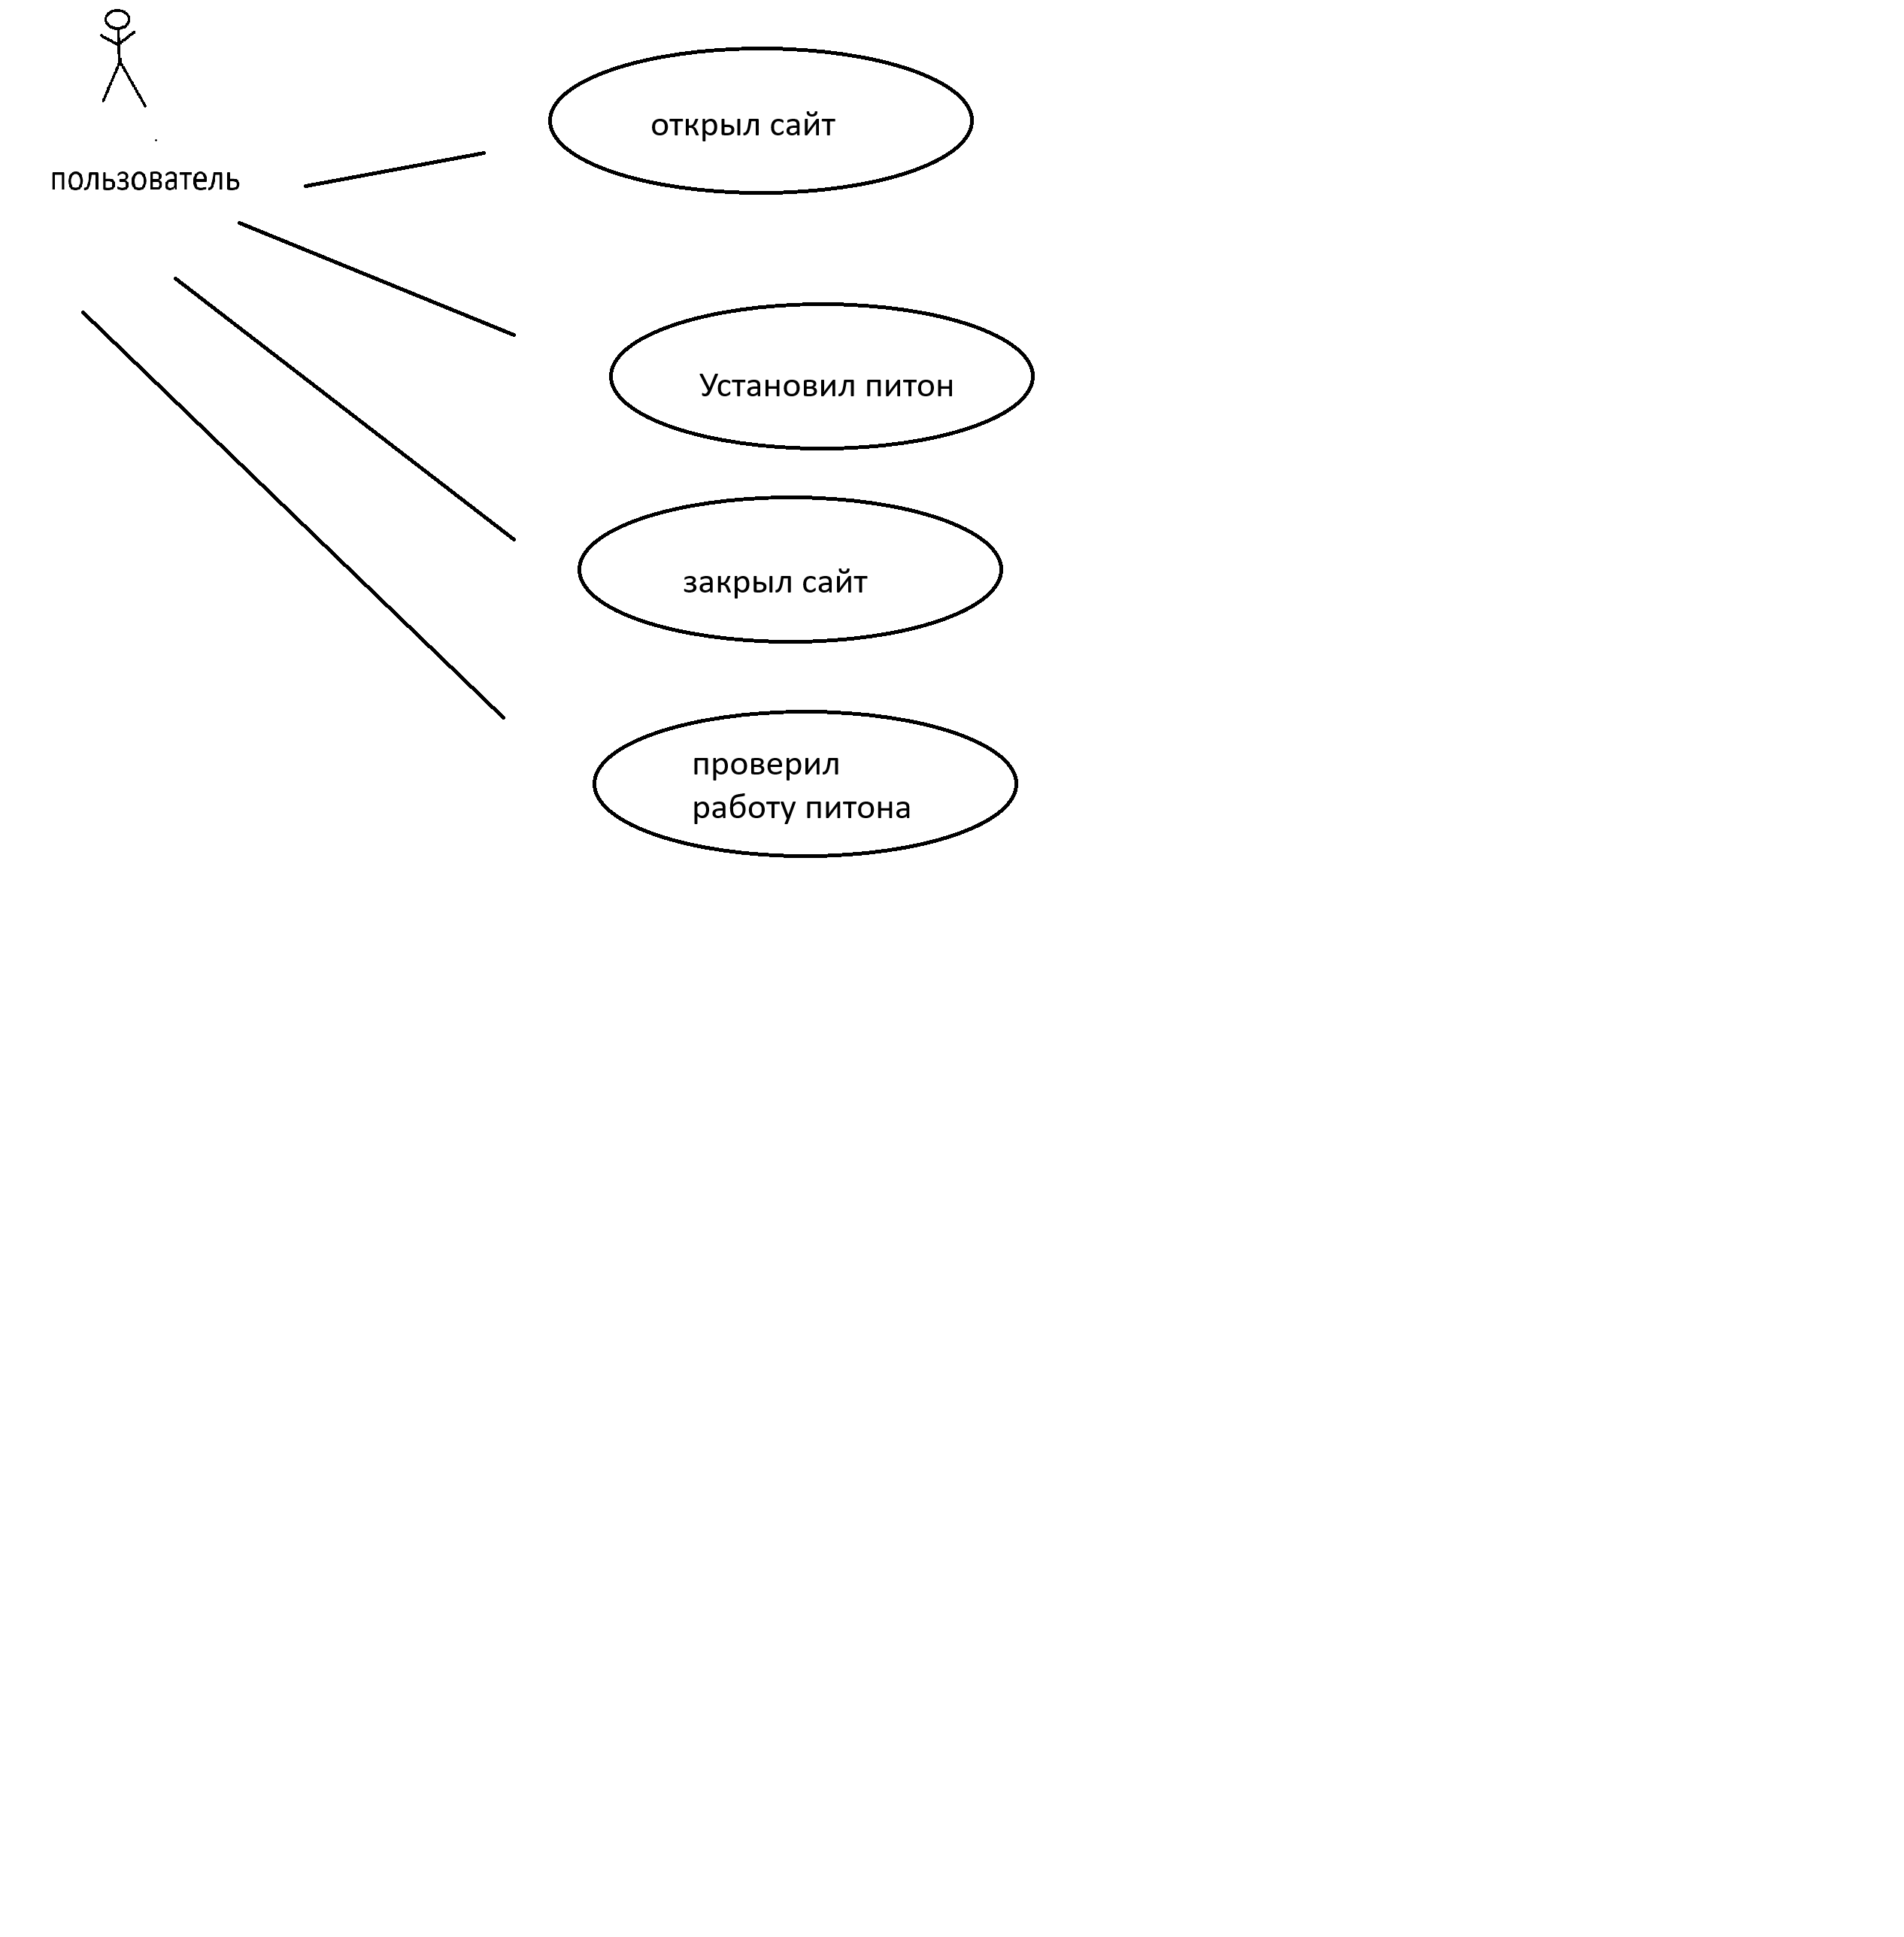 пользователь
открыл сайт
Установил питон
закрыл сайт
проверил
работу питона